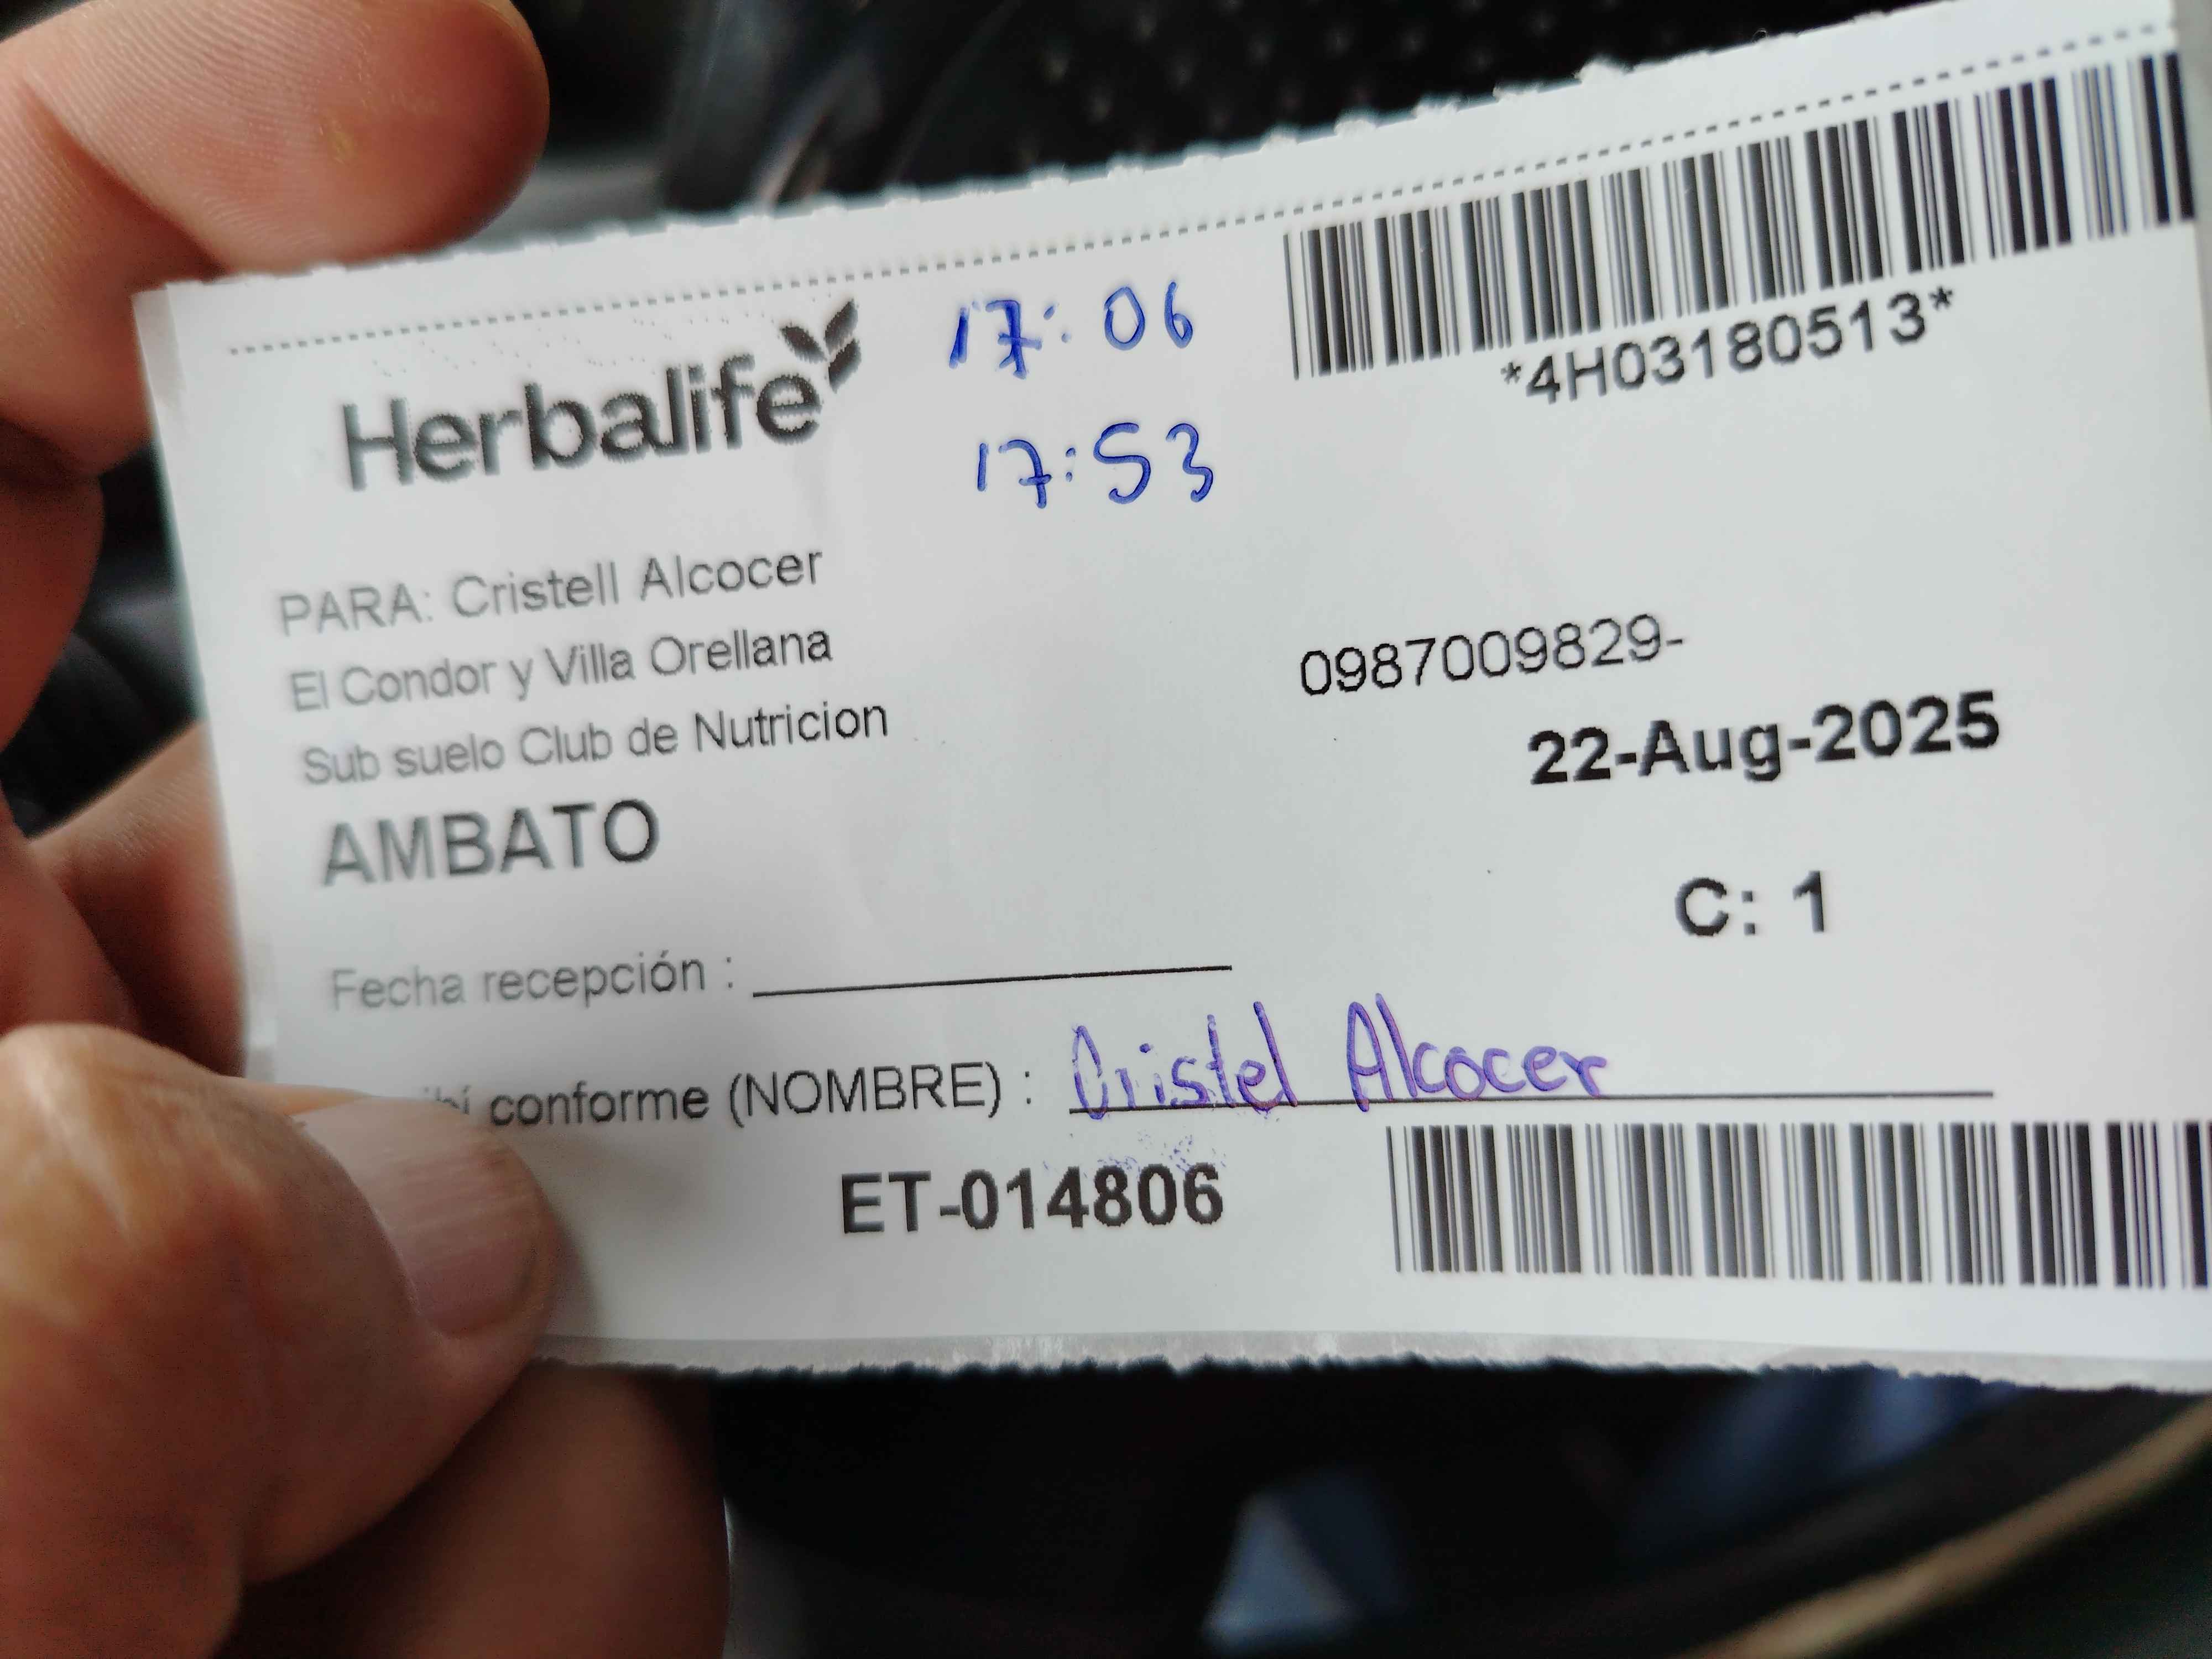 Herbalife
17:06
17:53
*4H03180513*
PARA: Cristell Alcocer
El Condor y Villa Orellana
Sub suelo Club de Nutricion
AMBATO
0987009829-
22-Aug-2025
C: 1
Fecha recepción :
conforme (NOMBRE) : Cristel Alcocer
ET-014806